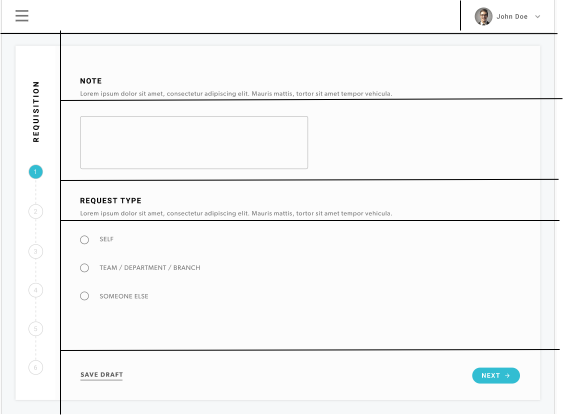 John Doe
REQUISITION
1
2
3
4
5
6
NOTE
Lorem ipsum dolor sit amet, consectetur adipiscing elit. Mauris mattis, tortor sit amet tempor vehicula.
REQUEST TYPE
Lorem ipsum dolor sit amet, consectetur adipiscing elit. Mauris mattis, tortor sit amet tempor vehicula.
SELF
TEAM / DEPARTMENT / BRANCH
SOMEONE ELSE
SAVE DRAFT
NEXT →